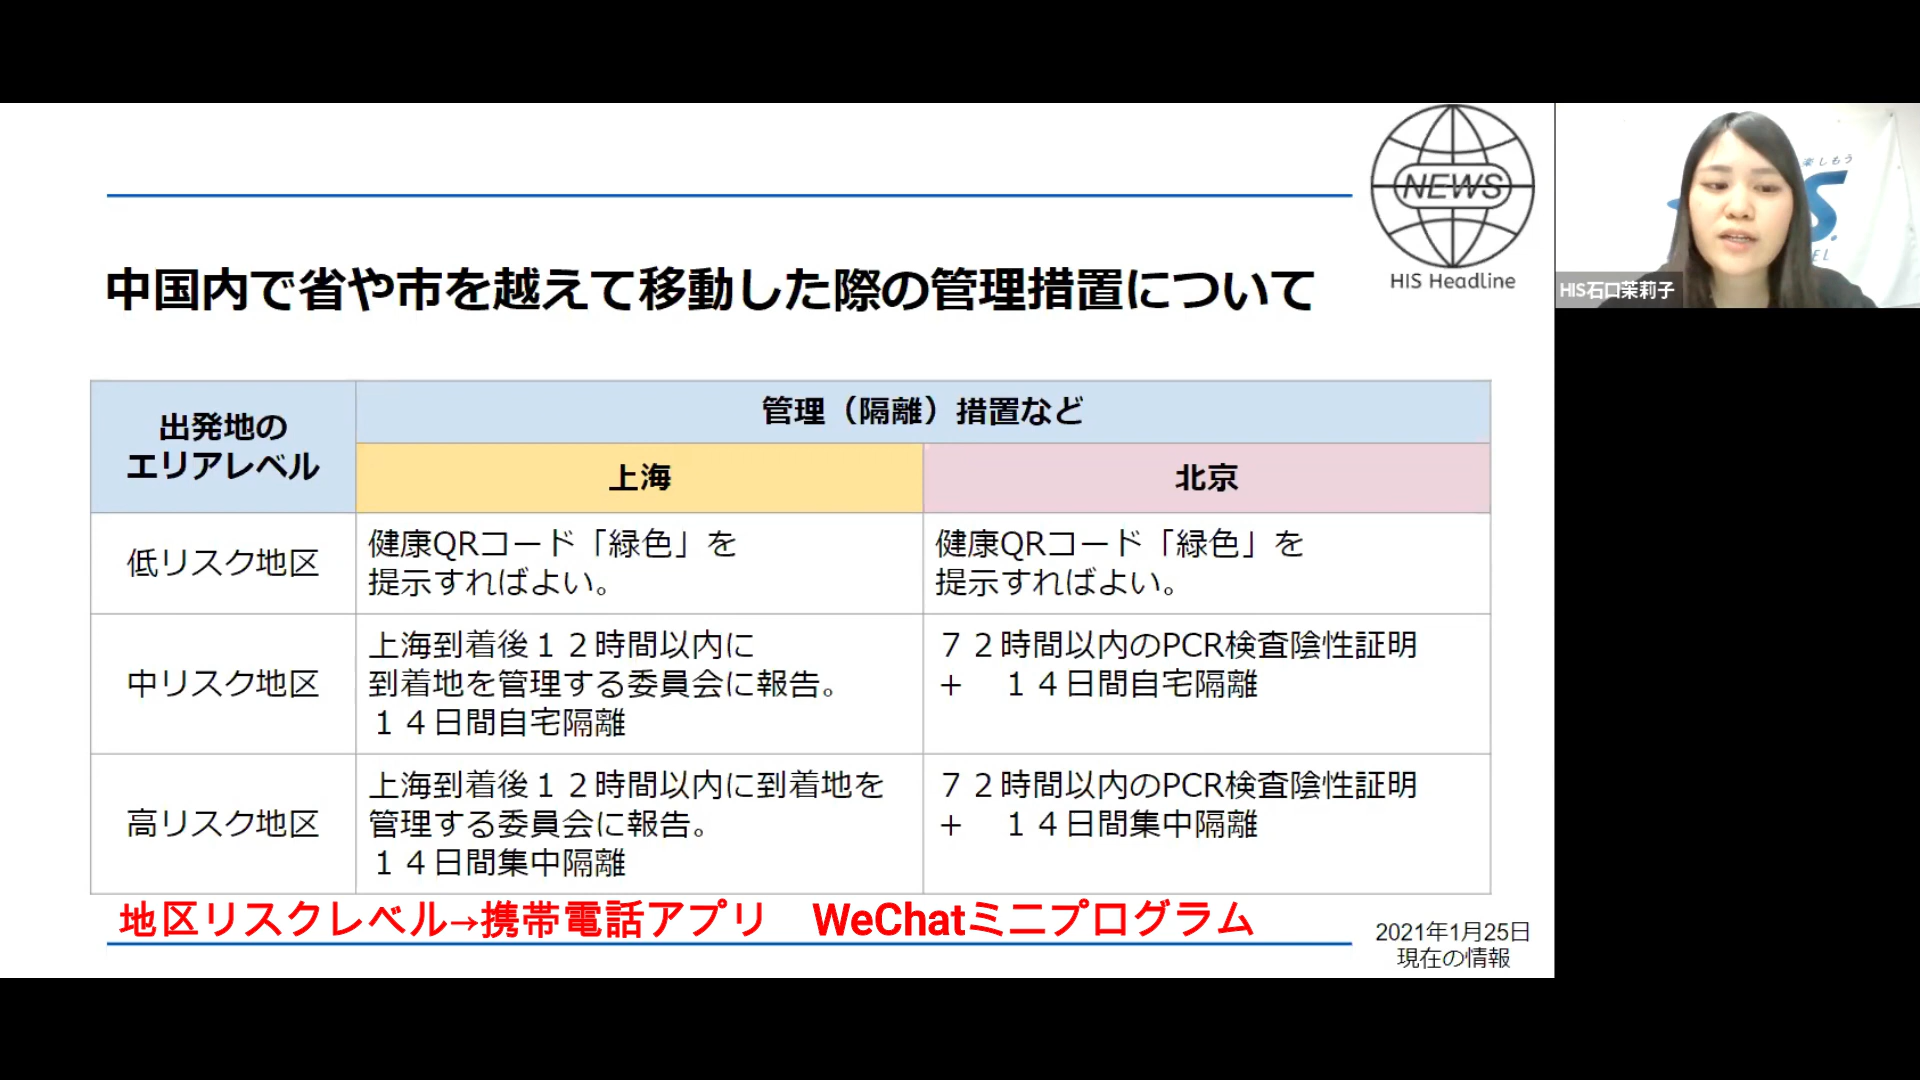 NEWS
HIS Headline
中国内で省や市を越えて移動した際の管理措置について
楽しもう
S.
EL
HIS石口茉莉子
出発地の
エリアレベル
管理（隔離）措置など
上海
北京
低リスク地区
健康QRコード「緑色」を
提示すればよい。
健康QRコード「緑色」を
提示すればよい。
中リスク地区
上海到着後１２時間以内に
到着地を管理する委員会に報告。
１４日間自宅隔離
７２時間以内のPCR検査陰性証明
＋　１４日間自宅隔離
高リスク地区
上海到着後１２時間以内に到着地を
管理する委員会に報告。
１４日間集中隔離
７２時間以内のPCR検査陰性証明
＋　１４日間集中隔離
地区リスクレベル→携帯電話アプリ　WeChatミニプログラム
2021年1月25日
現在の情報